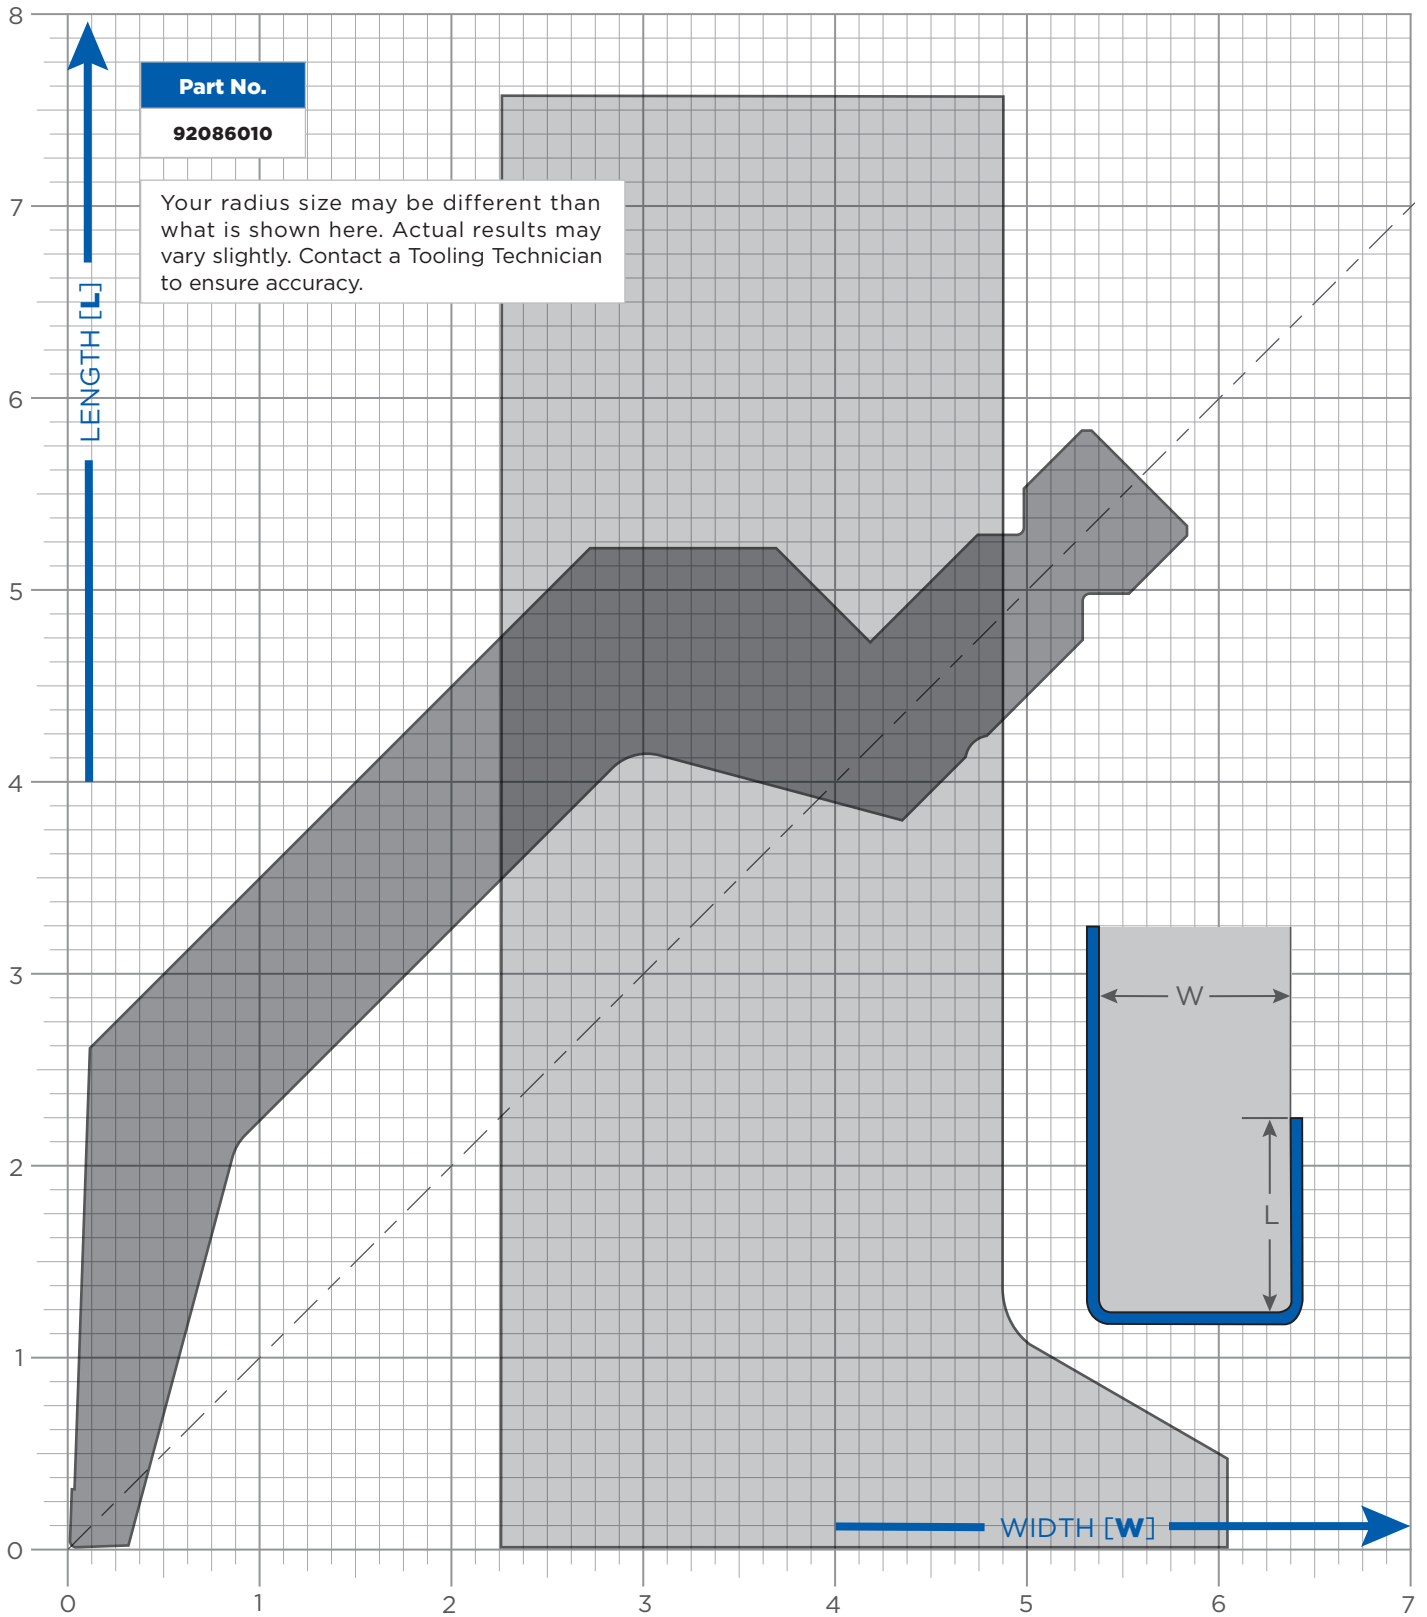 8
7
6
5
4
3
2
1
0
LENGTH [L]
Part No.
92086010
Your radius size may be different than
what is shown here. Actual results may
vary slightly. Contact a Tooling Technician
to ensure accuracy.
W
L
WIDTH [W]
0 1 2 3 4 5 6 7